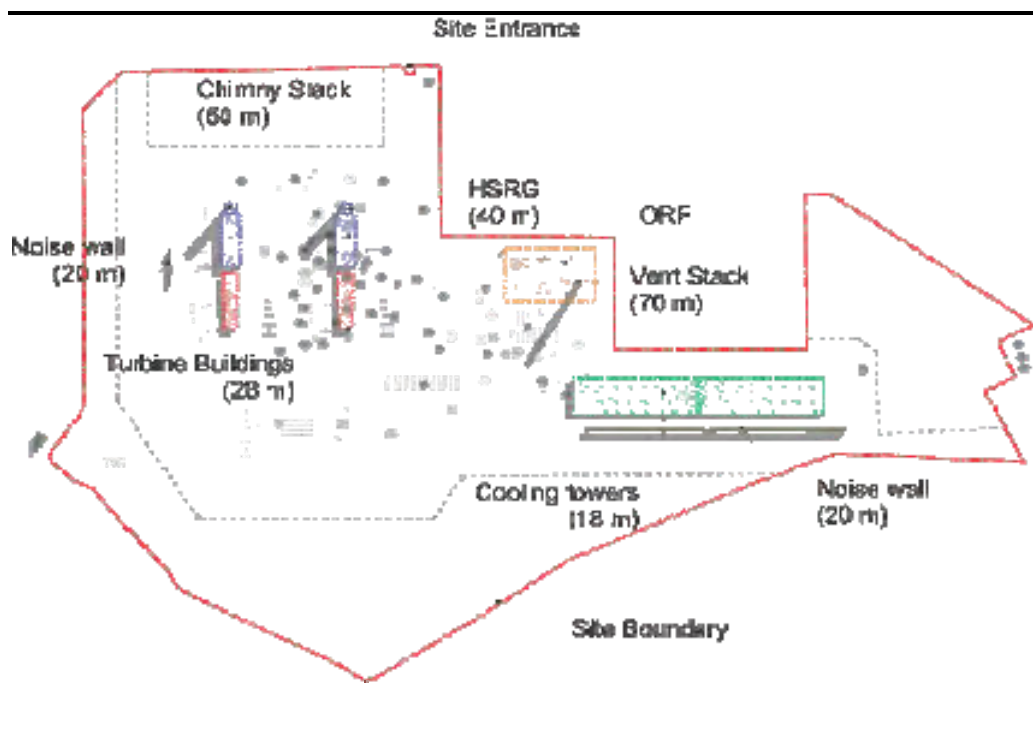 Site Entrance
Chimny Stack
(60 m)
HSRG
(40 m)
ORF
Noise wall
(20 m)
Vent Stack
(70 m)
Turbine Buildings
(28 m)
Cooling towers
(18 m)
Noise wall
(20 m)
Site Boundary